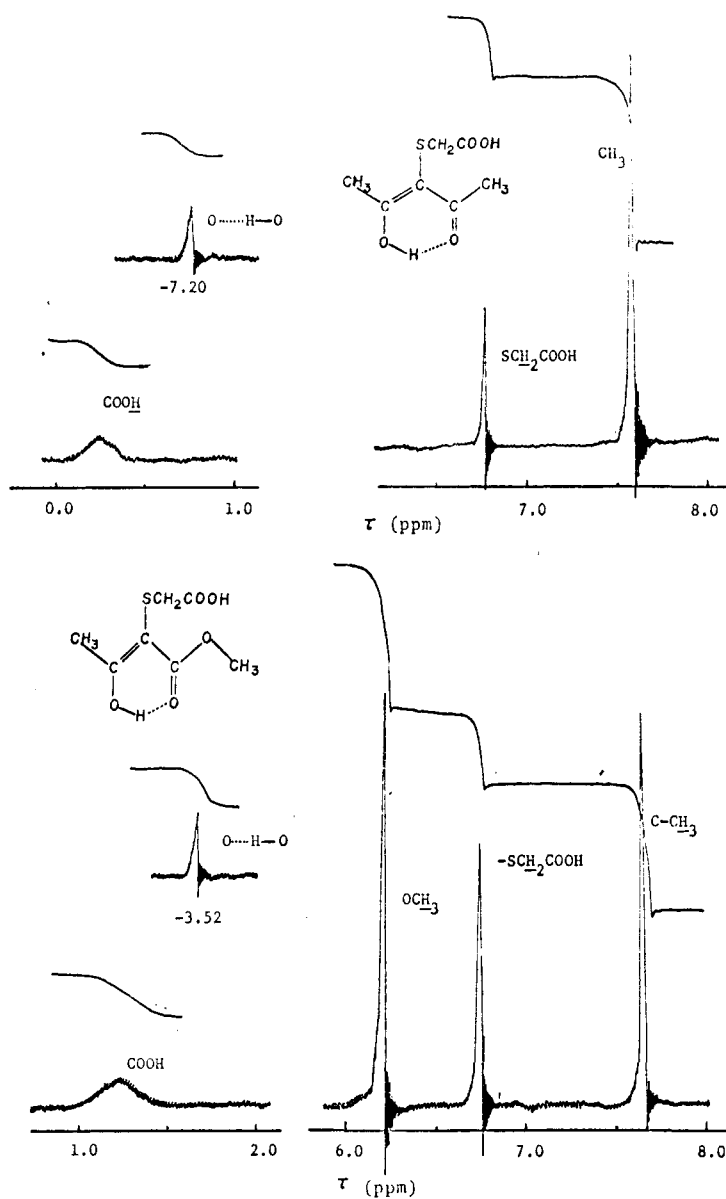 SCH2COOH
CH3
CH3
C
C
C
O
H
O
CH3
O┈┈H—O
-7.20
SCH2COOH
COOH
0.0
1.0
7.0
8.0
τ (ppm)
SCH2COOH
CH3
C
C
C
O
CH3
O
H
O
O┈┈H—O
-3.52
C-CH3
-SCH2COOH
OCH3
COOH
1.0
2.0
6.0
7.0
8.0
τ (ppm)